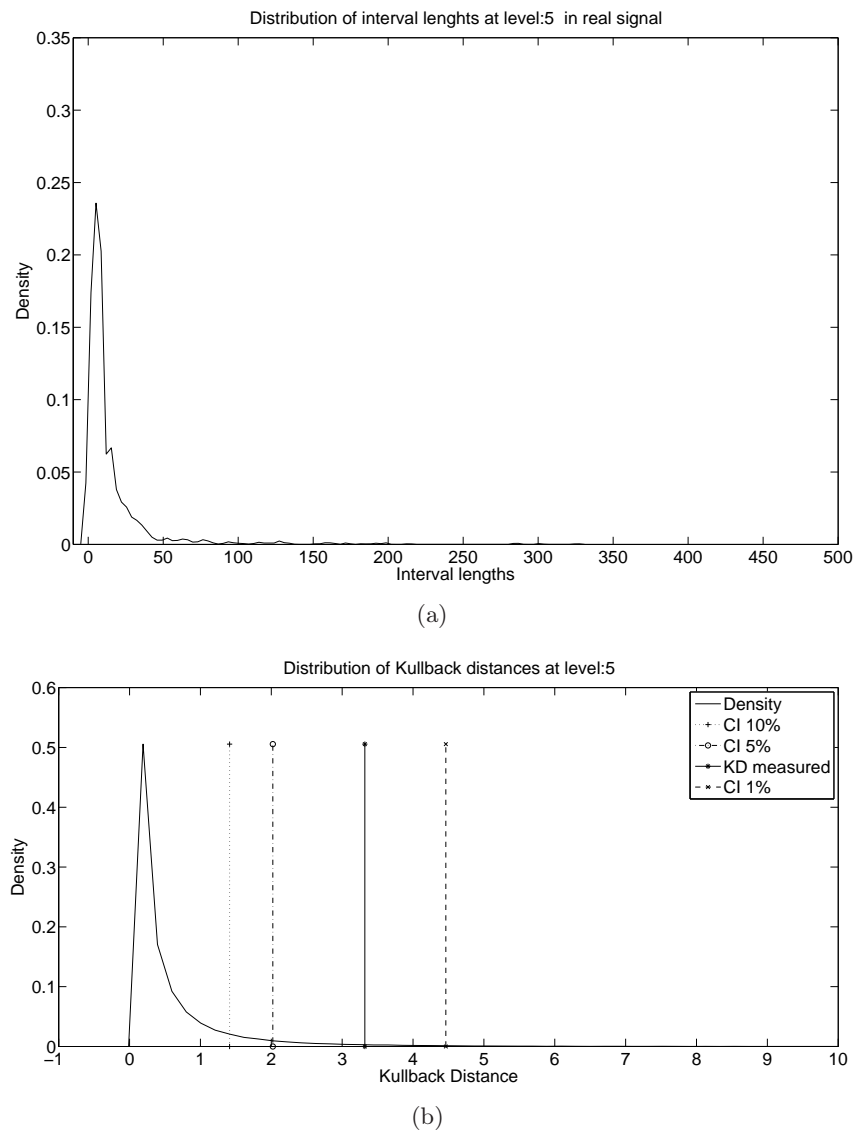 Distribution of interval lenghts at level:5 in real signal
0.35
0.3
0.25
0.2
0.15
0.1
0.05
0
Density
0 50 100 150 200 250 300 350 400 450 500
Interval lengths
(a)
Distribution of Kullback distances at level:5
0.6
0.5
0.4
0.3
0.2
0.1
0
Density
Density
CI 10%
CI 5%
KD measured
CI 1%
−1 0 1 2 3 4 5 6 7 8 9 10
Kullback Distance
(b)